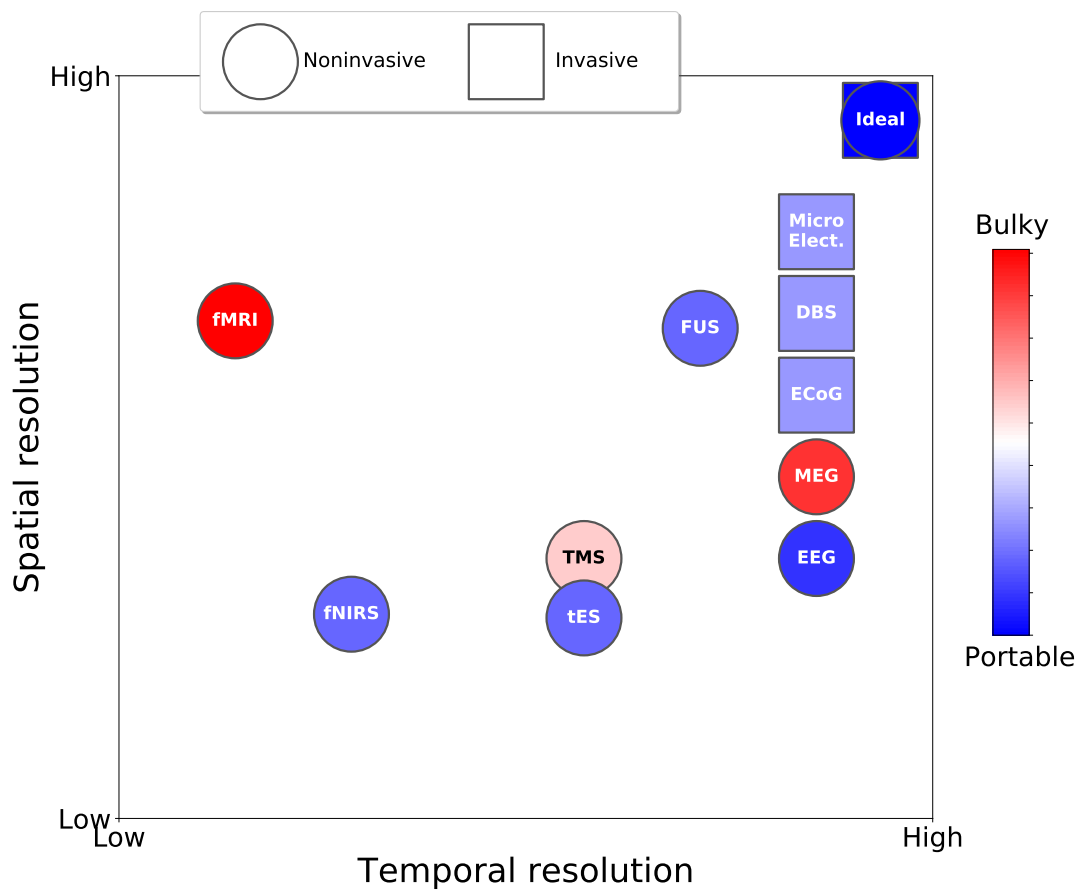 Noninvasive
Invasive
High
Ideal
Micro
Elect.
Bulky
fMRI
FUS
DBS
ECoG
MEG
TMS
EEG
fNIRS
tES
Spatial resolution
Portable
Low
Low
High
Temporal resolution